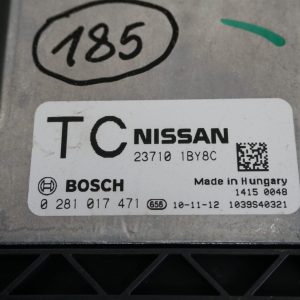 185
TC NISSAN
23710 1BY8C
Made in Hungary
1415 0048
BOSCH
0 281 017 471 656 10-11-12 1039S40321